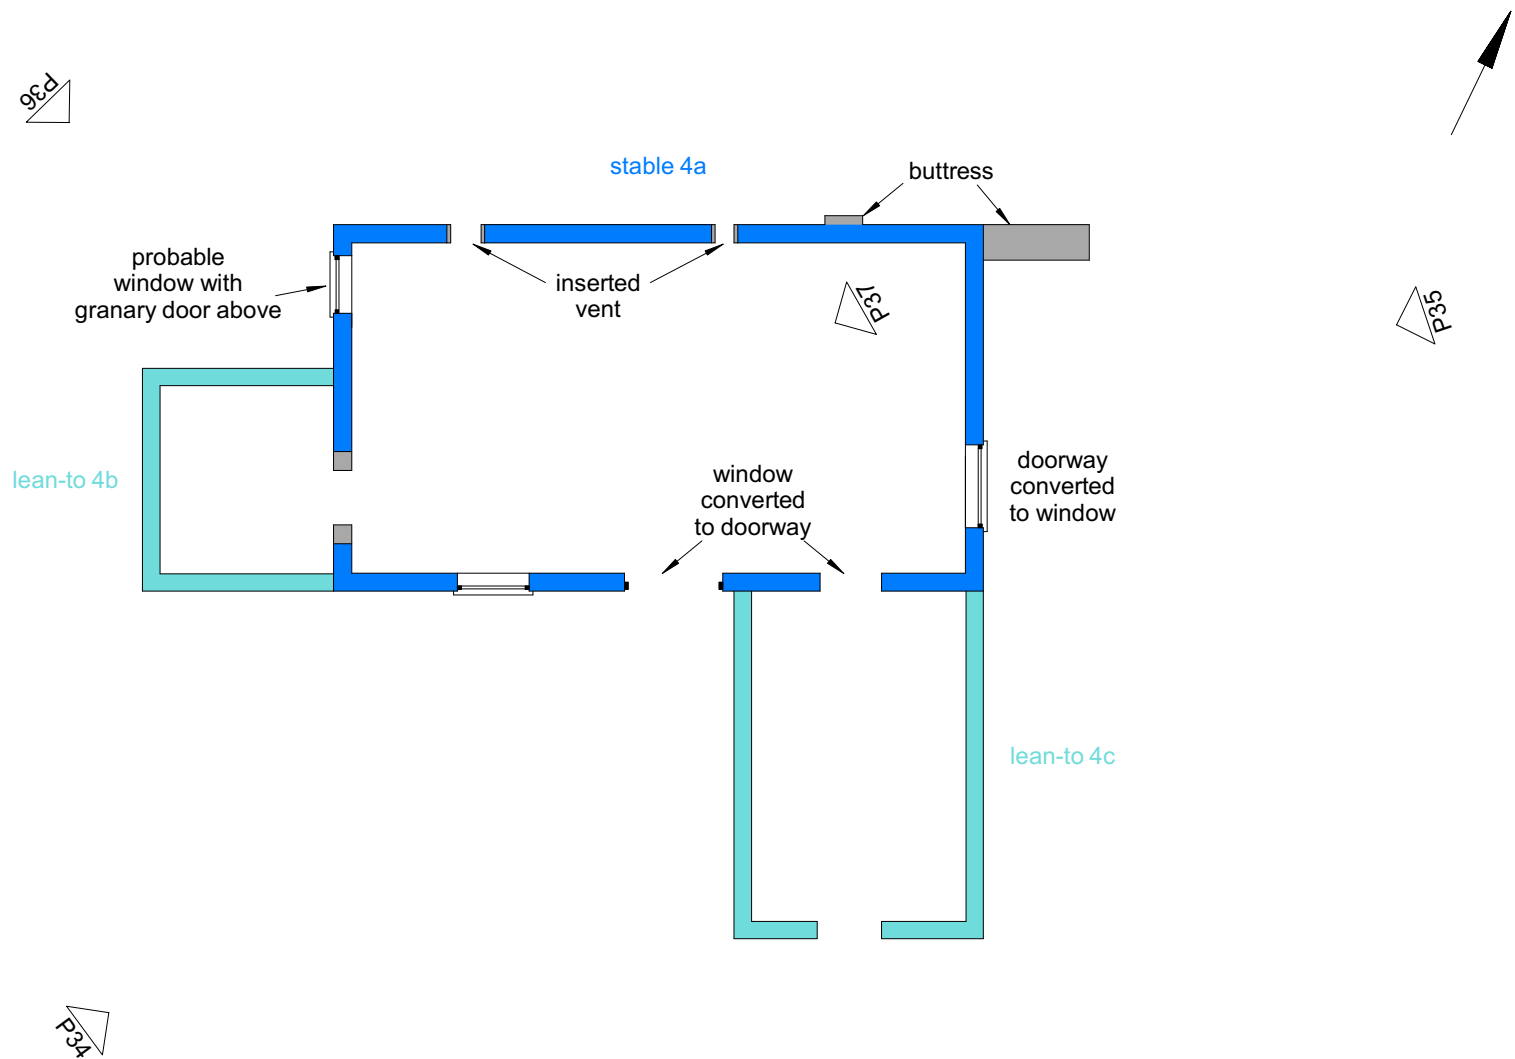 P36
stable 4a
buttress
probable
window with
granary door above
inserted
vent
P37
P35
lean-to 4b
window
converted
to doorway
doorway
converted
to window
lean-to 4c
P34